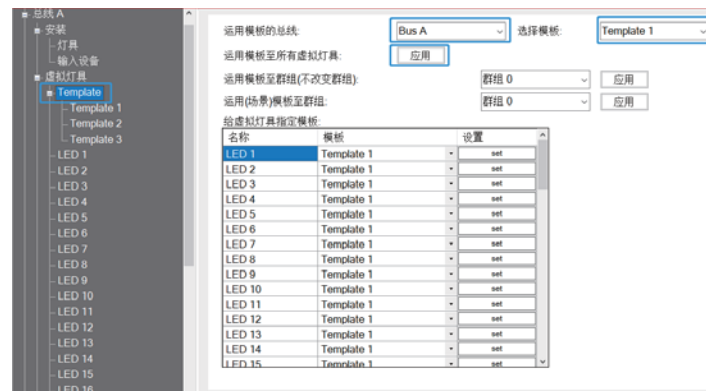 总线 A
安装
灯具
输入设备
虚拟灯具
Template
Template 1
Template 2
Template 3
LED 1
LED 2
LED 3
LED 4
LED 5
LED 6
LED 7
LED 8
LED 9
LED 10
LED 11
LED 12
LED 13
LED 14
LED 15
LED 16
运用模板的总线: Bus A 选择模板: Template 1
运用模板至所有虚拟灯具: 应用
运用模板至群组(不改变群组): 群组 0 应用
运用(场景)模板至群组: 群组 0 应用
给虚拟灯具指定模板:
名称 模板 设置
LED 1 Template 1 set
LED 2 Template 1 set
LED 3 Template 1 set
LED 4 Template 1 set
LED 5 Template 1 set
LED 6 Template 1 set
LED 7 Template 1 set
LED 8 Template 1 set
LED 9 Template 1 set
LED 10 Template 1 set
LED 11 Template 1 set
LED 12 Template 1 set
LED 13 Template 1 set
LED 14 Template 1 set
LED 15 Template 1 set